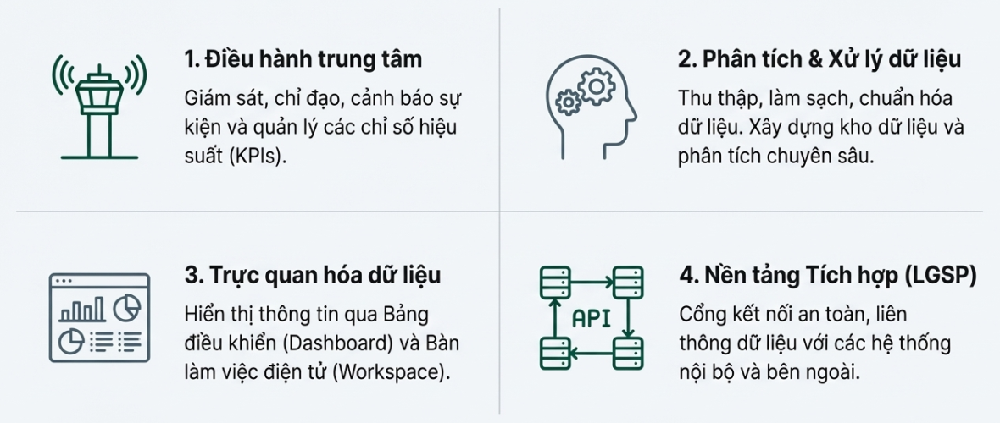 1. Điều hành trung tâm
Giám sát, chỉ đạo, cảnh báo sự
kiện và quản lý các chỉ số hiệu
suất (KPIs).
2. Phân tích & Xử lý dữ liệu
Thu thập, làm sạch, chuẩn hóa
dữ liệu. Xây dựng kho dữ liệu và
phân tích chuyên sâu.
3. Trực quan hóa dữ liệu
Hiển thị thông tin qua Bảng
điều khiển (Dashboard) và Bàn
làm việc điện tử (Workspace).
API
4. Nền tảng Tích hợp (LGSP)
Cổng kết nối an toàn, liên
thông dữ liệu với các hệ thống
nội bộ và bên ngoài.